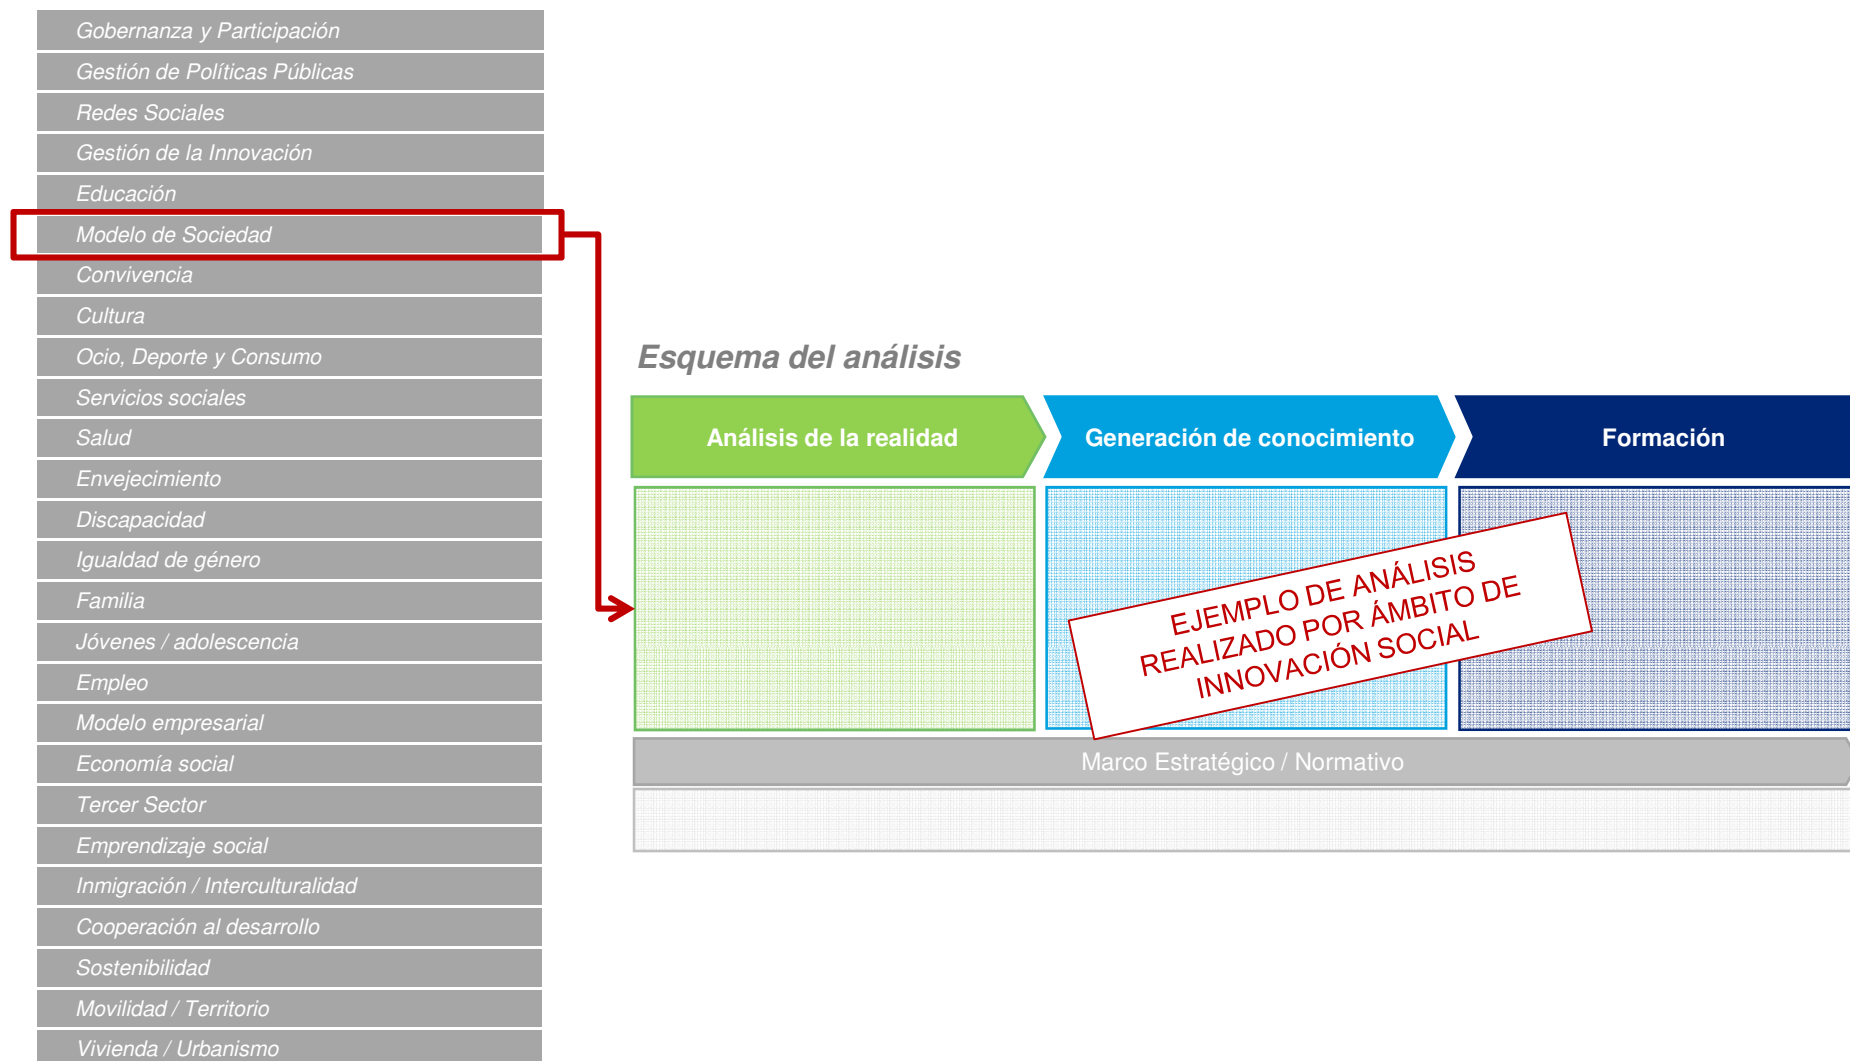 Gobernanza y Participación
Gestión de Políticas Públicas
Redes Sociales
Gestión de la Innovación
Educación
Modelo de Sociedad
Convivencia
Cultura
Ocio, Deporte y Consumo
Servicios sociales
Salud
Envejecimiento
Discapacidad
Igualdad de género
Familia
Jóvenes / adolescencia
Empleo
Modelo empresarial
Economía social
Tercer Sector
Emprendizaje social
Inmigración / Interculturalidad
Cooperación al desarrollo
Sostenibilidad
Movilidad / Territorio
Vivienda / Urbanismo
Esquema del análisis
Análisis de la realidad
Generación de conocimiento
Formación
EJEMPLO DE ANÁLISIS
REALIZADO POR ÁMBITO DE
INNOVACIÓN SOCIAL
Marco Estratégico / Normativo